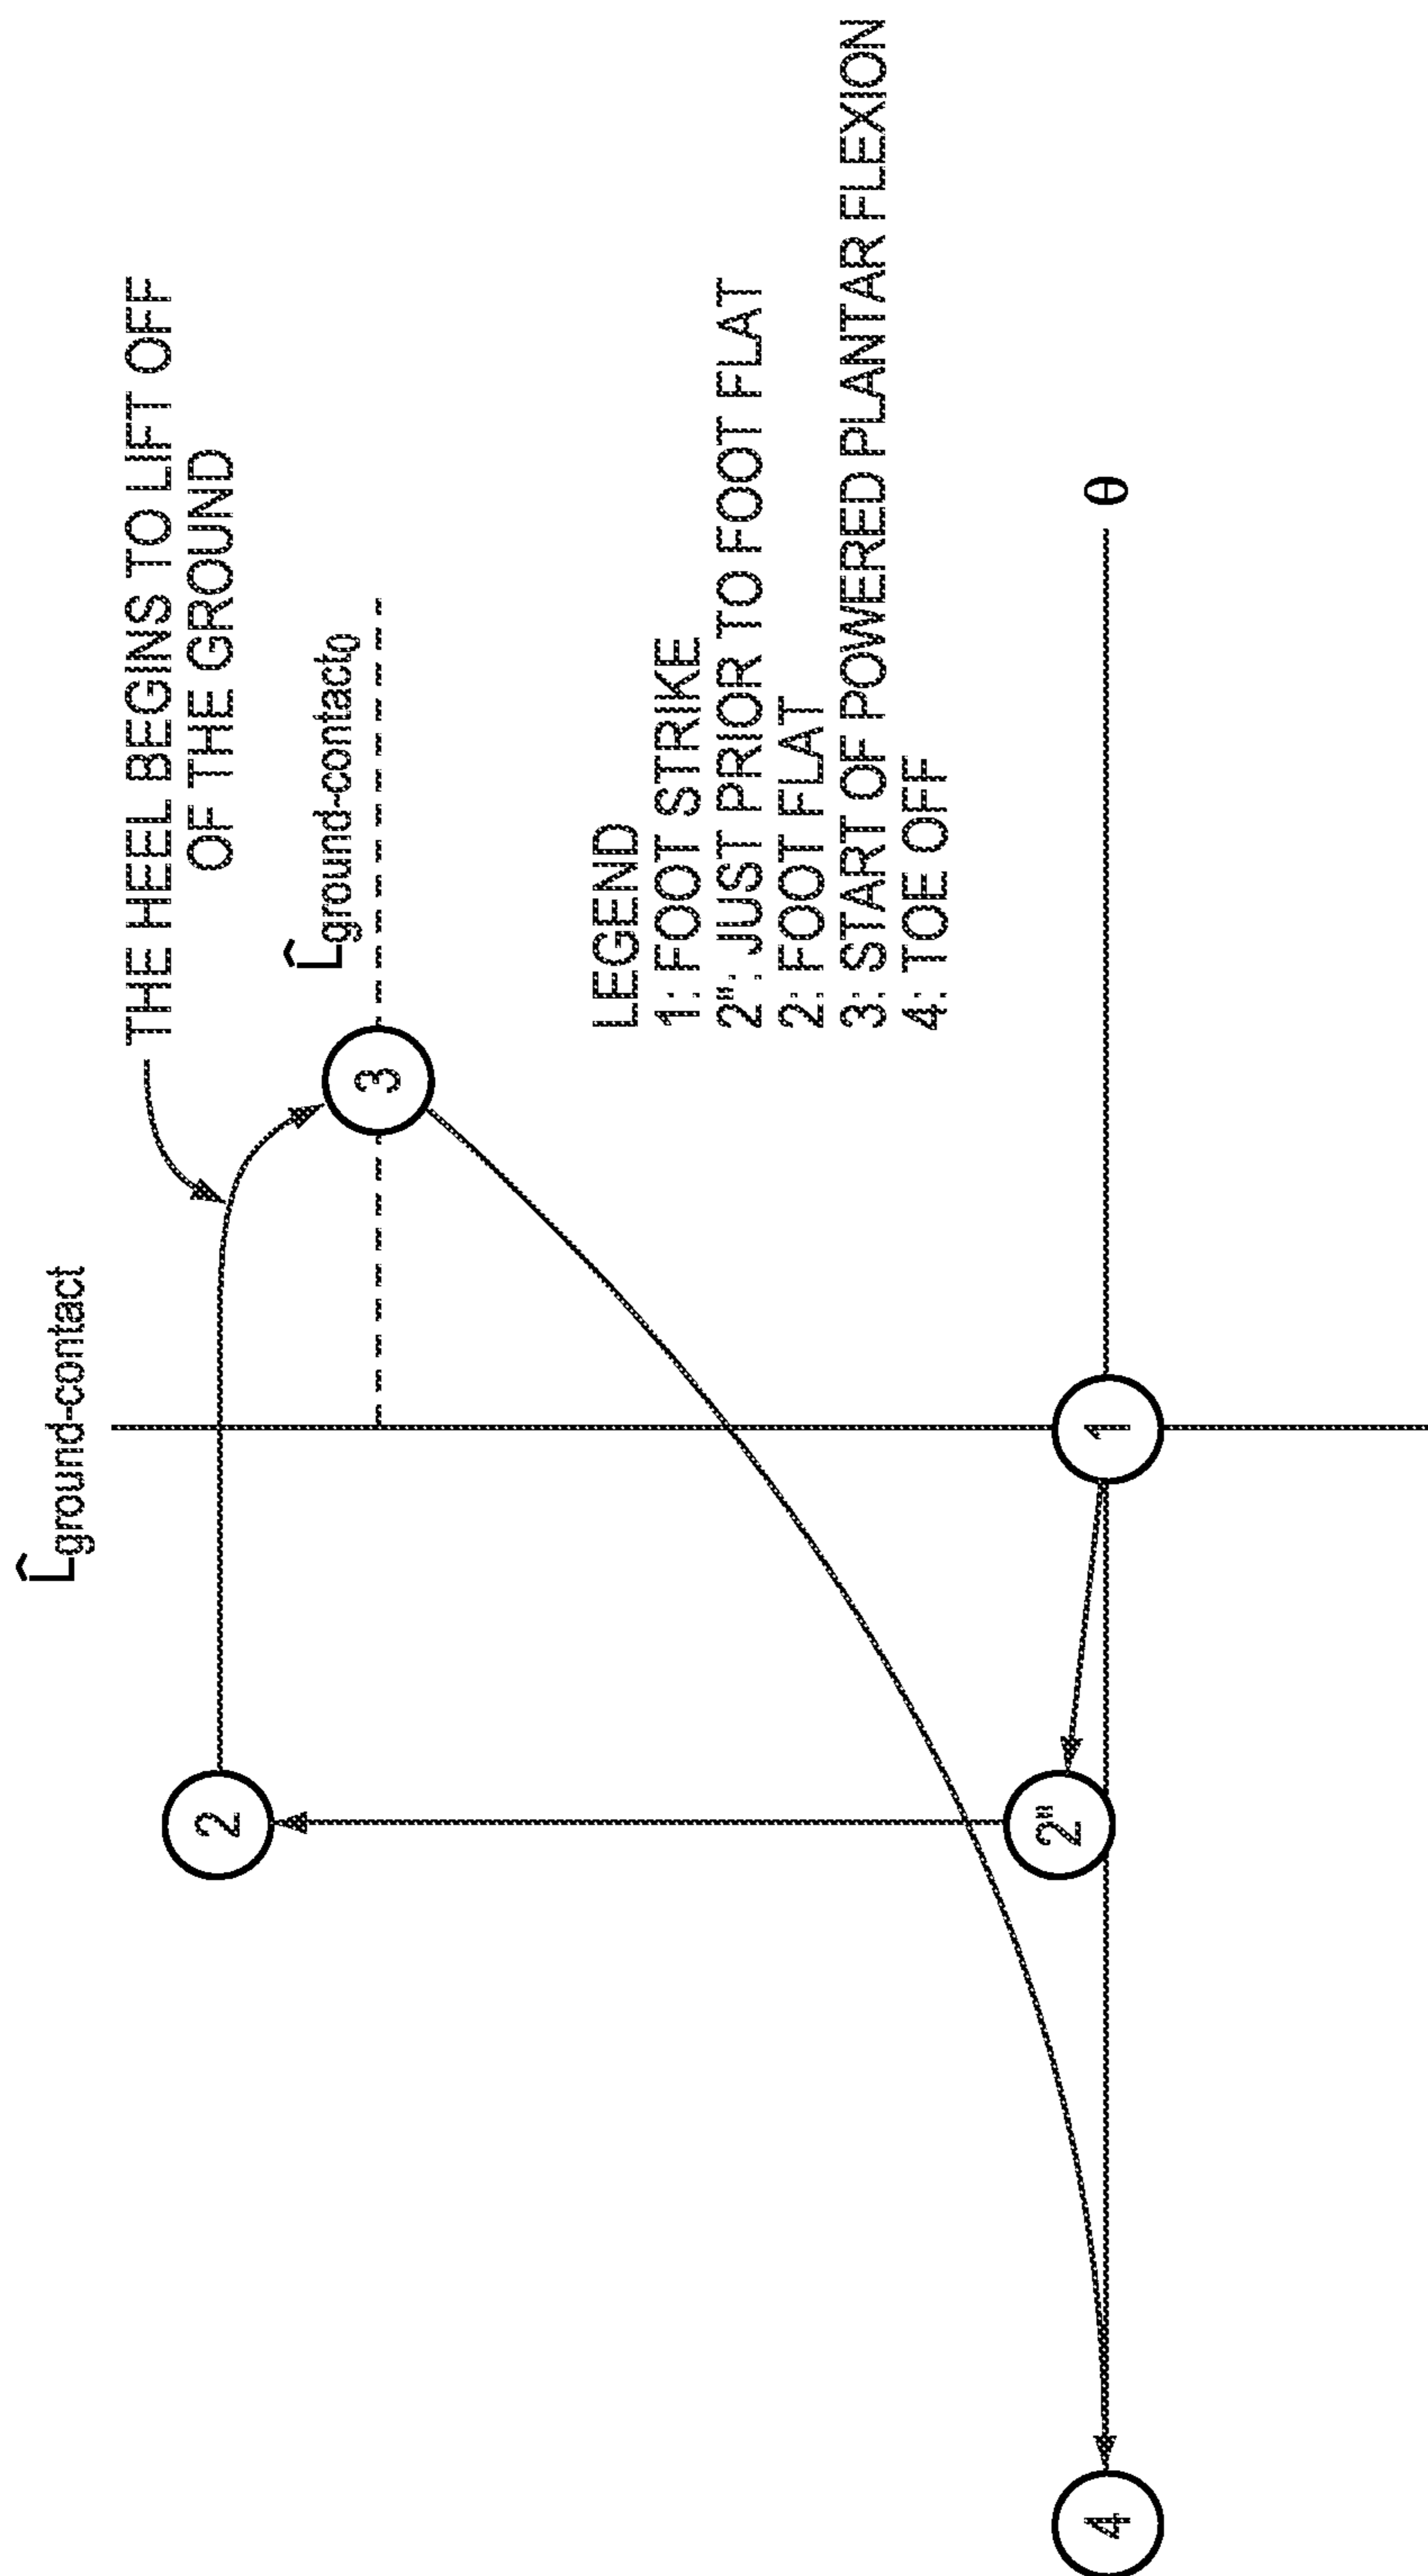 L̂ground-contact
THE HEEL BEGINS TO LIFT OFF
OF THE GROUND
2
L̂ground-contact₀
3
LEGEND
1: FOOT STRIKE
2": JUST PRIOR TO FOOT FLAT
2: FOOT FLAT
3: START OF POWERED PLANTAR FLEXION
4: TOE OFF
2"
4
1
θ